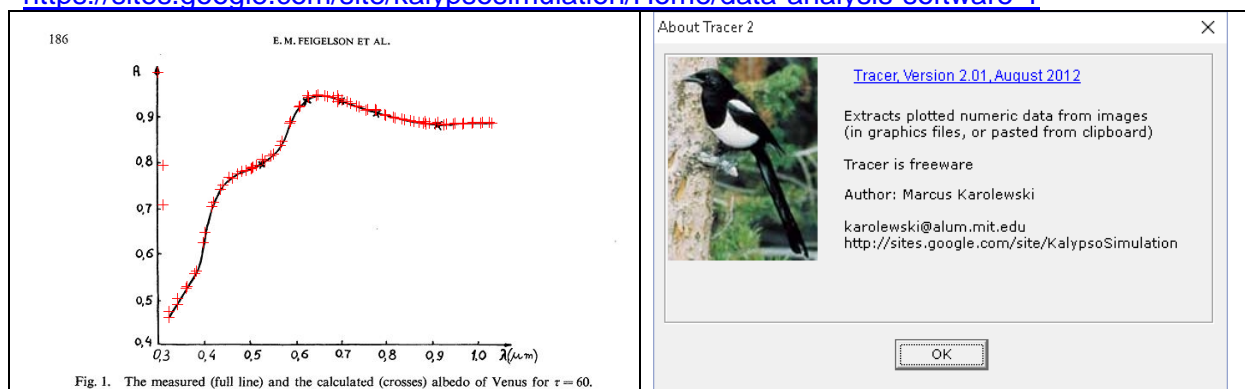 https://sites.google.com/site/kalypsosimulation/Home/data-analysis-software-1
186
E. M. FEIGELSON ET AL.
A
0,9
0,8
0,7
0,6
0,5
0,4
0,3 0,4 0,5 0,6 0.7 0,8 0,9 1.0 λ(μm)
Fig. 1. The measured (full line) and the calculated (crosses) albedo of Venus for τ = 60.
About Tracer 2
Tracer, Version 2.01, August 2012
Extracts plotted numeric data from images
(in graphics files, or pasted from clipboard)
Tracer is freeware
Author: Marcus Karolewski
karolewski@alum.mit.edu
http://sites.google.com/site/KalypsoSimulation
OK